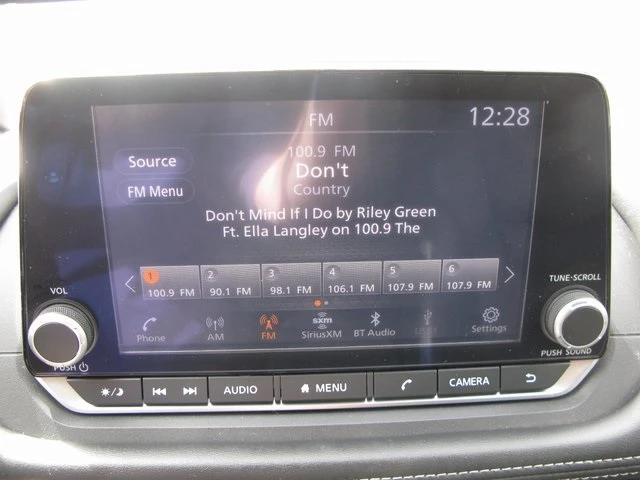 FM
12:28
Source
FM Menu
100.9 FM
Don't
Country
Don't Mind If I Do by Riley Green
Ft. Ella Langley on 100.9 The
1 2 3 4 5 6
100.9 FM 90.1 FM 98.1 FM 106.1 FM 107.9 FM 107.9 FM
sxm
Phone AM FM SiriusXM BT Audio Settings
VOL
PUSH
TUNE·SCROLL
PUSH SOUND
AUDIO MENU CAMERA